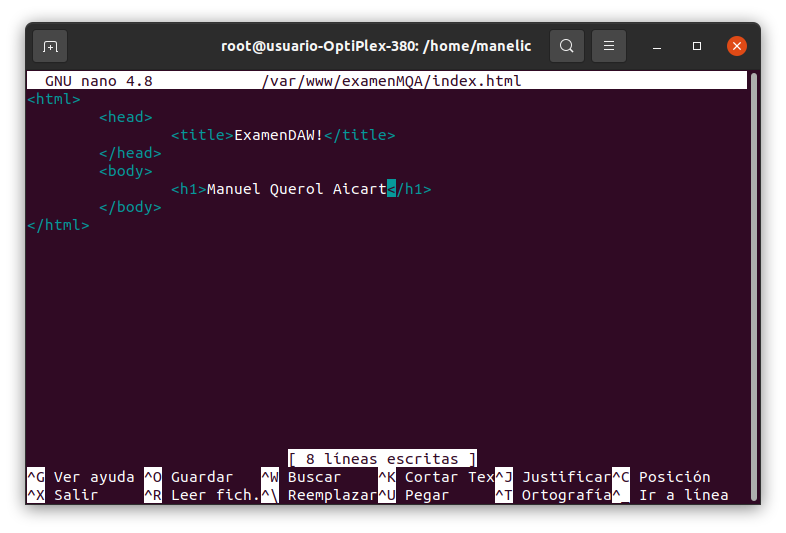 root@usuario-OptiPlex-380: /home/manelic
GNU nano 4.8 /var/www/examenMQA/index.html
<html>
<head>
<title>ExamenDAW!</title>
</head>
<body>
<h1>Manuel Querol Aicart</h1>
</body>
</html>
[ 8 líneas escritas ]
^G Ver ayuda ^O Guardar ^W Buscar ^K Cortar Tex^J Justificar^C Posición
^X Salir ^R Leer fich.^\ Reemplazar^U Pegar ^T Ortografía^_ Ir a línea